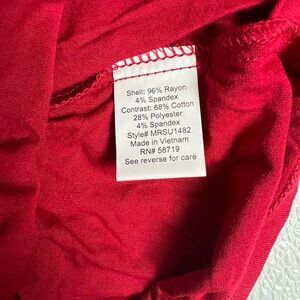 Shell: 96% Rayon
4% Spandex
Contrast: 68% Cotton
28% Polyester
4% Spandex
Style# MRSU1482
Made in Vietnam
RN# 58719
See reverse for care